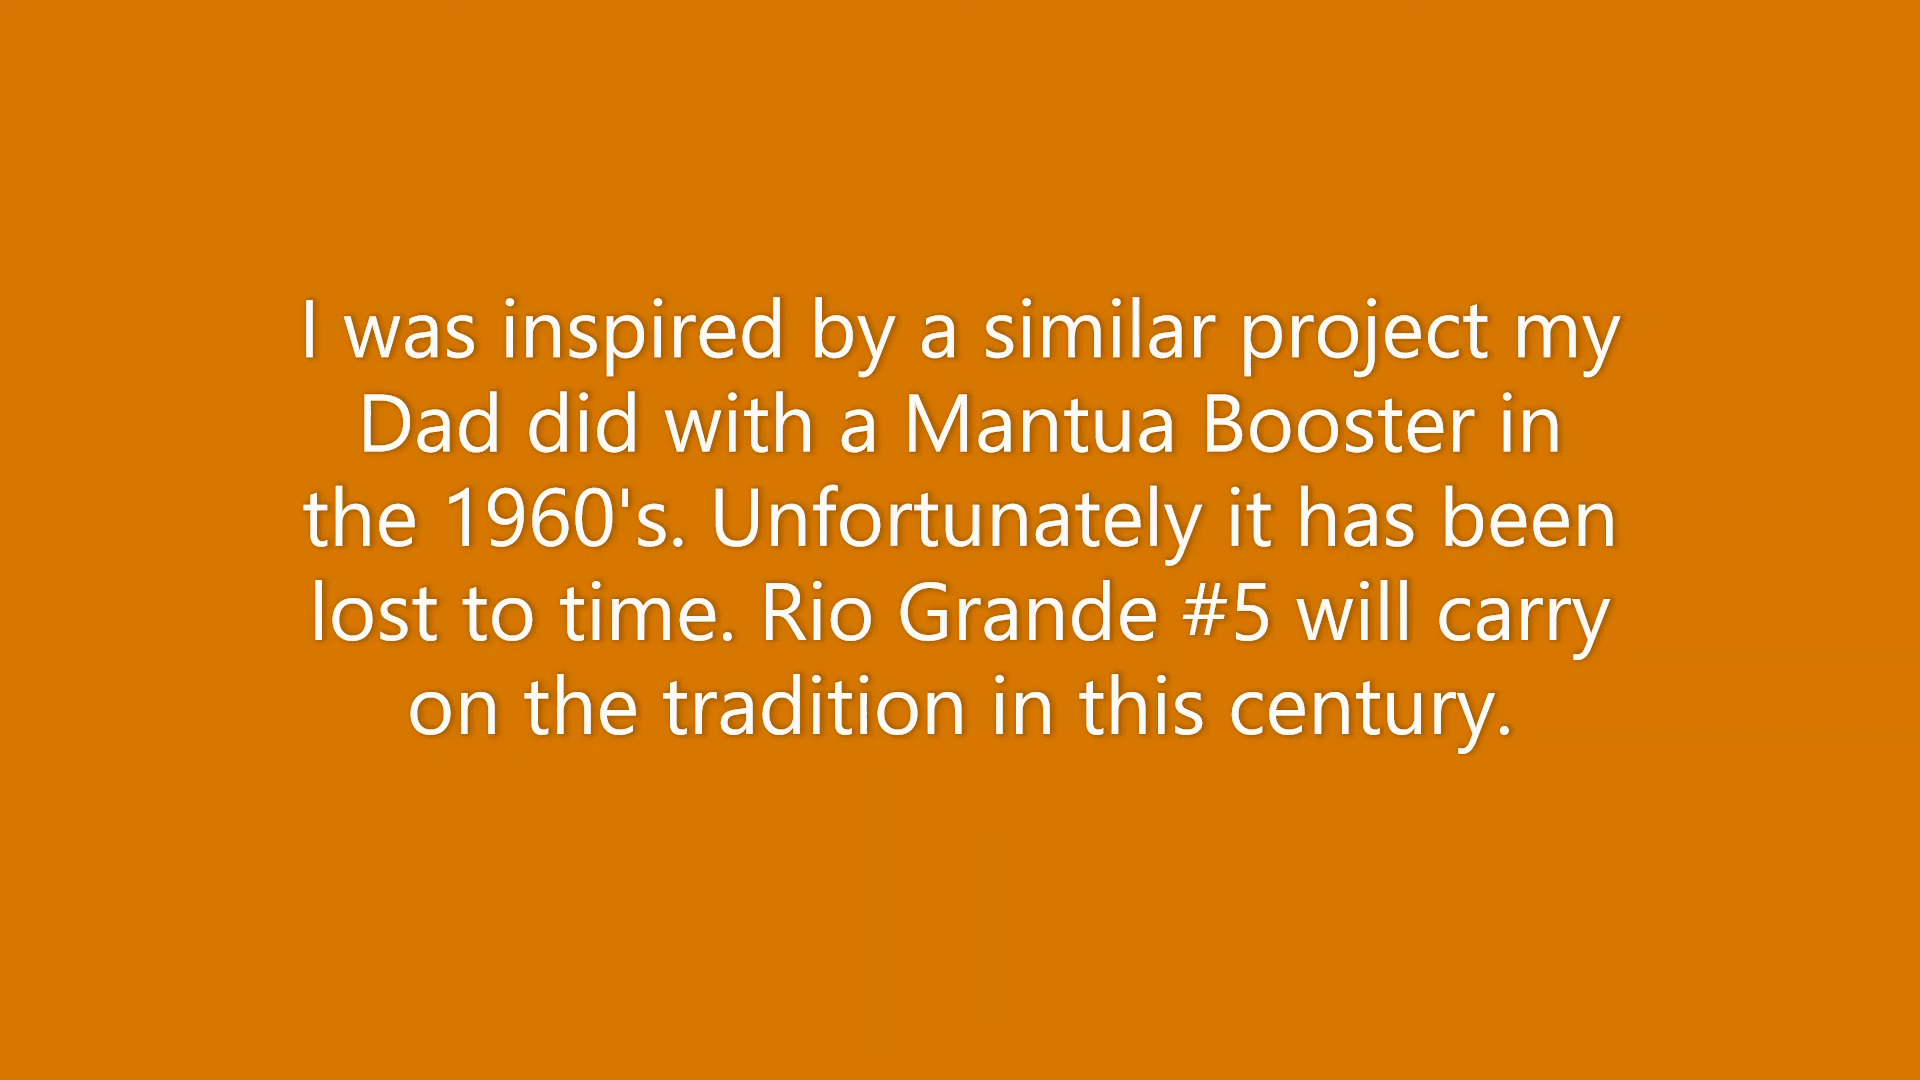 I was inspired by a similar project my
Dad did with a Mantua Booster in
the 1960's. Unfortunately it has been
lost to time. Rio Grande #5 will carry
on the tradition in this century.